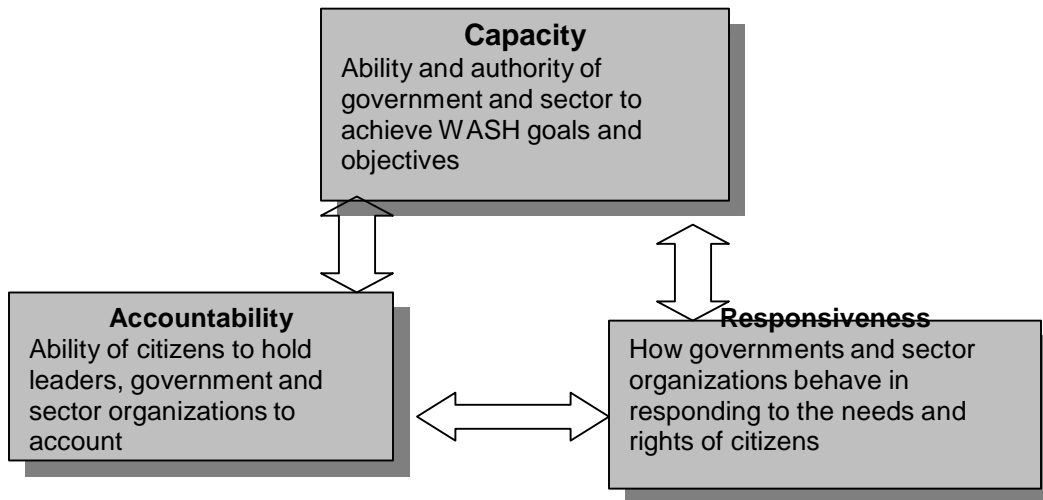 Capacity
Ability and authority of
government and sector to
achieve WASH goals and
objectives
Accountability
Ability of citizens to hold
leaders, government and
sector organizations to
account
Responsiveness
How governments and sector
organizations behave in
responding to the needs and
rights of citizens